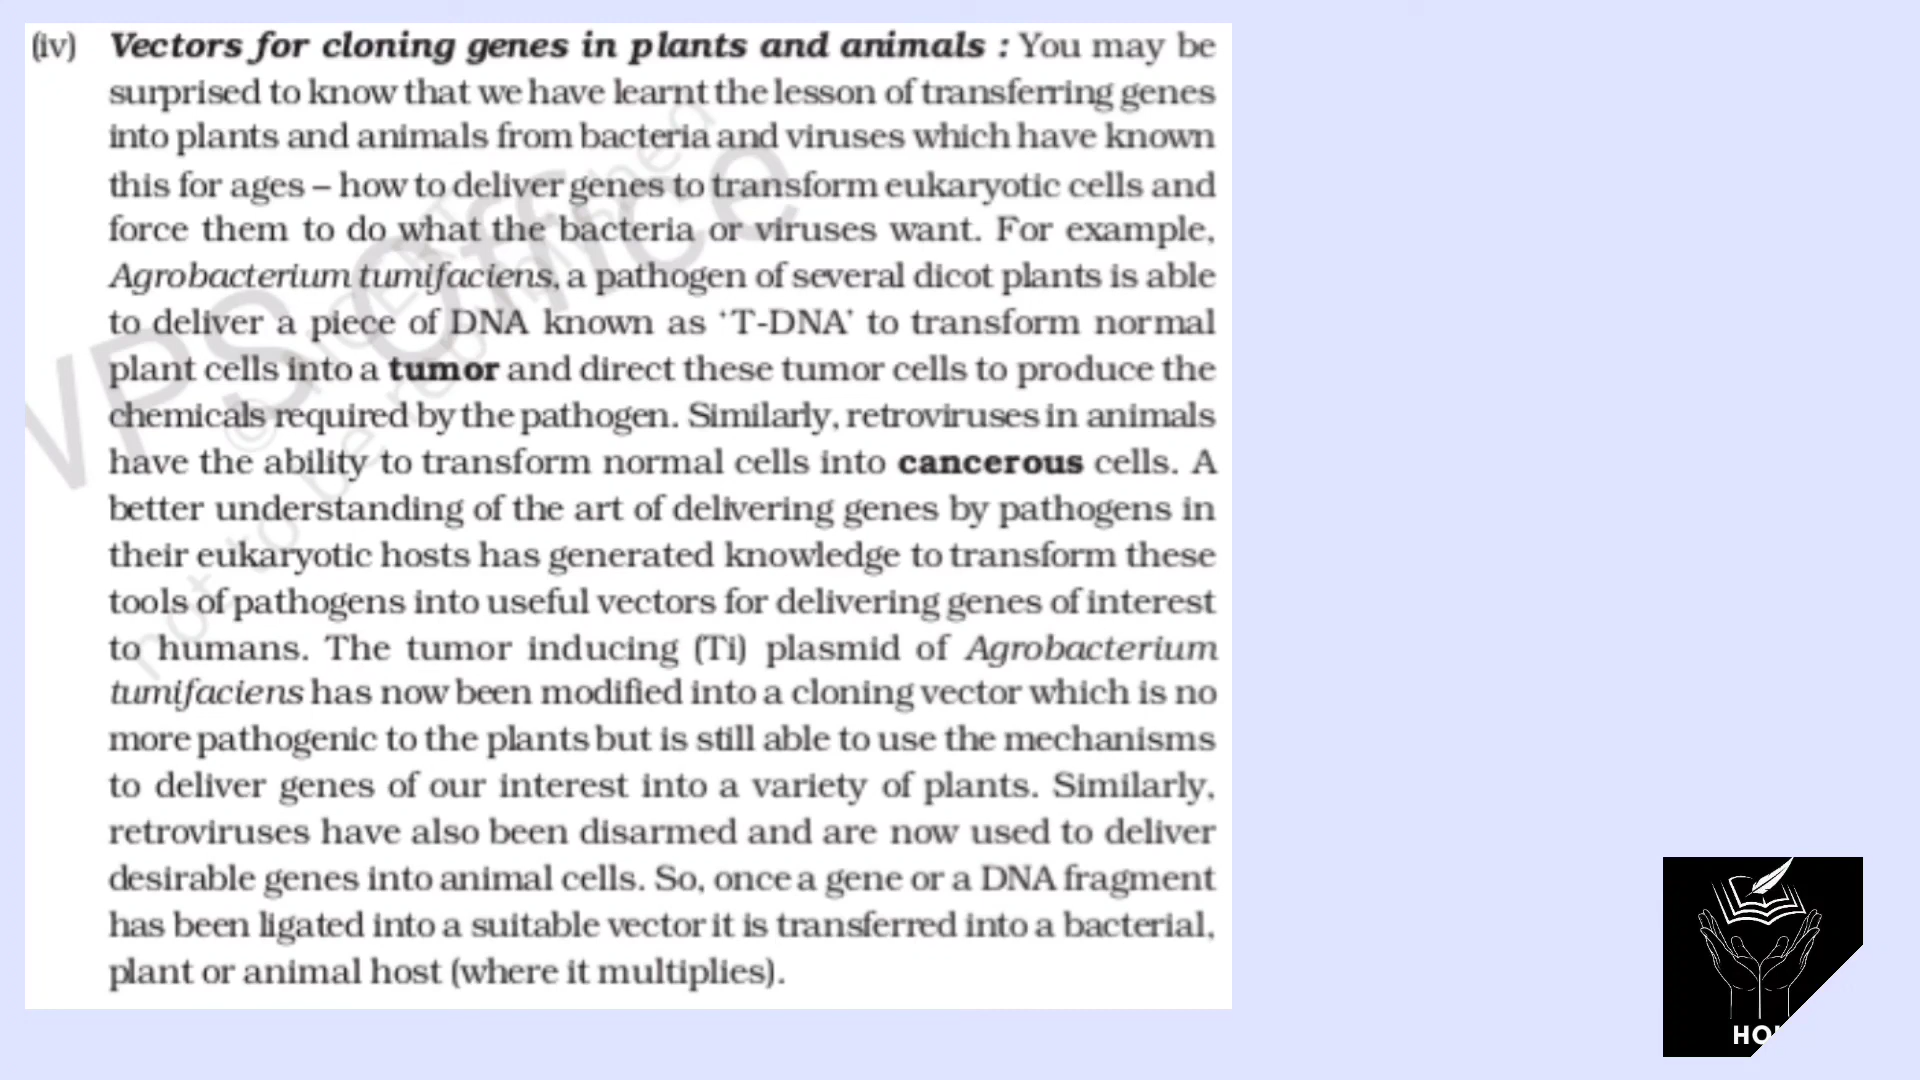 (iv) Vectors for cloning genes in plants and animals : You may be
surprised to know that we have learnt the lesson of transferring genes
into plants and animals from bacteria and viruses which have known
this for ages – how to deliver genes to transform eukaryotic cells and
force them to do what the bacteria or viruses want. For example,
Agrobacterium tumifaciens, a pathogen of several dicot plants is able
to deliver a piece of DNA known as ‘T-DNA’ to transform normal
plant cells into a tumor and direct these tumor cells to produce the
chemicals required by the pathogen. Similarly, retroviruses in animals
have the ability to transform normal cells into cancerous cells. A
better understanding of the art of delivering genes by pathogens in
their eukaryotic hosts has generated knowledge to transform these
tools of pathogens into useful vectors for delivering genes of interest
to humans. The tumor inducing (Ti) plasmid of Agrobacterium
tumifaciens has now been modified into a cloning vector which is no
more pathogenic to the plants but is still able to use the mechanisms
to deliver genes of our interest into a variety of plants. Similarly,
retroviruses have also been disarmed and are now used to deliver
desirable genes into animal cells. So, once a gene or a DNA fragment
has been ligated into a suitable vector it is transferred into a bacterial,
plant or animal host (where it multiplies).
WPS Office
not to be